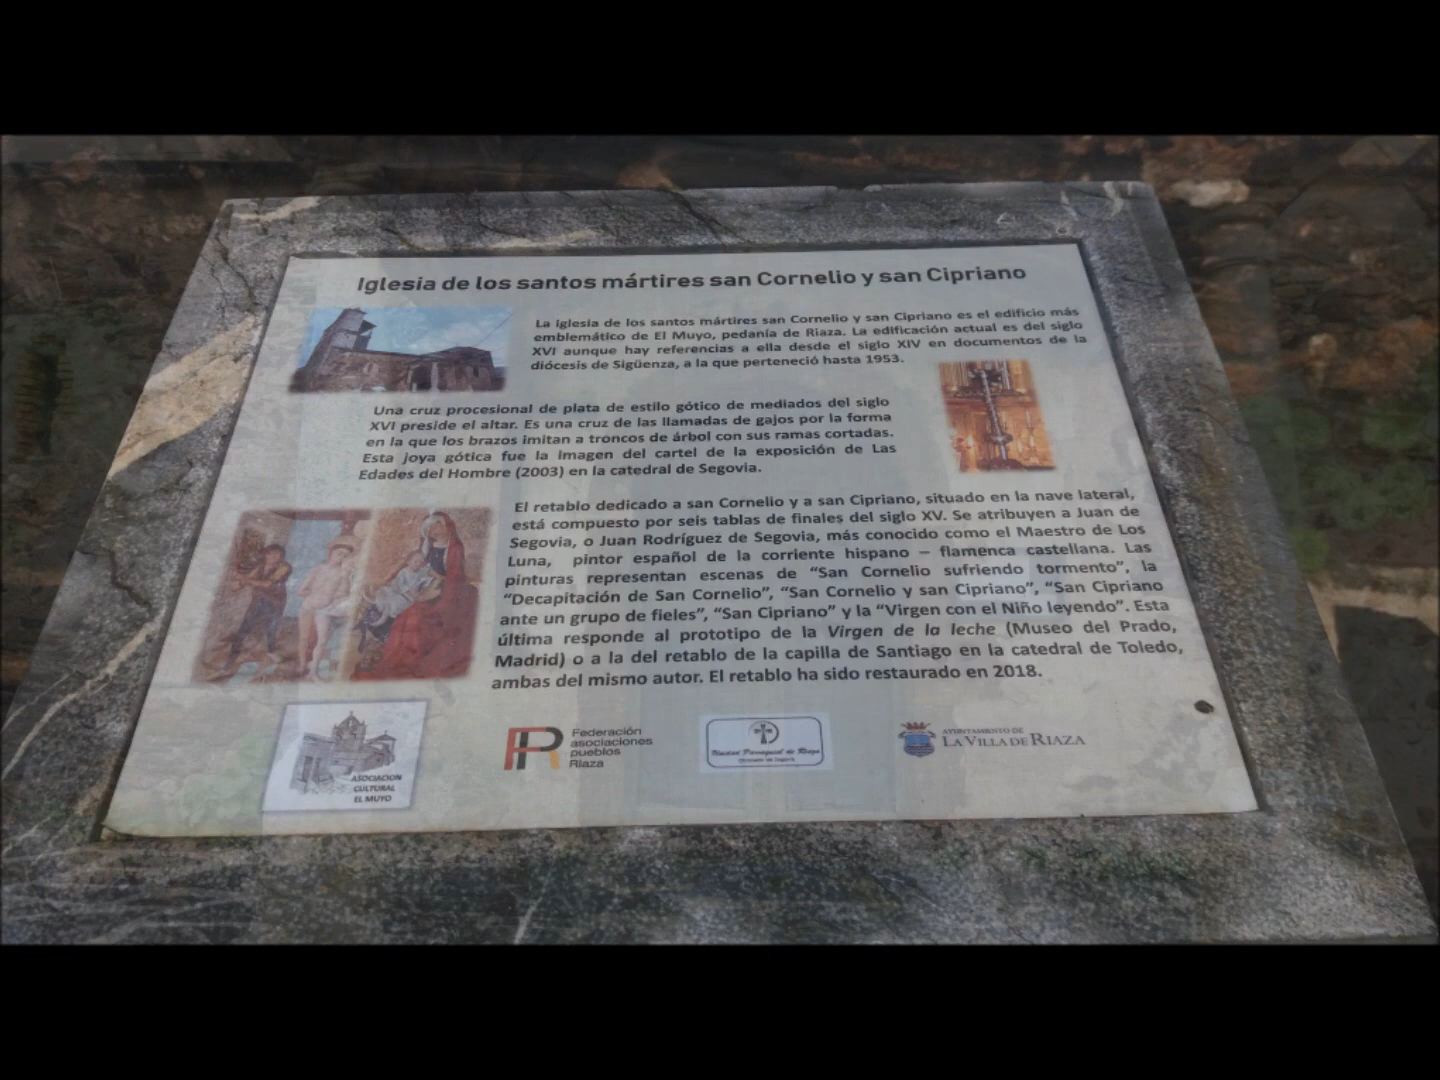 Iglesia de los santos mártires san Cornelio y san Cipriano
La iglesia de los santos mártires san Cornelio y san Cipriano es el edificio más
emblemático de El Muyo, pedanía de Riaza. La edificación actual es del siglo
XVI aunque hay referencias a ella desde el siglo XIV en documentos de la
diócesis de Sigüenza, a la que perteneció hasta 1953.
Una cruz procesional de plata de estilo gótico de mediados del siglo
XVI preside el altar. Es una cruz de las llamadas de gajos por la forma
en la que los brazos imitan a troncos de árbol con sus ramas cortadas.
Esta joya gótica fue la imagen del cartel de la exposición de Las
Edades del Hombre (2003) en la catedral de Segovia.
El retablo dedicado a san Cornelio y a san Cipriano, situado en la nave lateral,
está compuesto por seis tablas de finales del siglo XV. Se atribuyen a Juan de
Segovia, o Juan Rodríguez de Segovia, más conocido como el Maestro de Los
Luna, pintor español de la corriente hispano – flamenca castellana. Las
pinturas representan escenas de “San Cornelio sufriendo tormento”, la
“Decapitación de San Cornelio”, “San Cornelio y san Cipriano”, “San Cipriano
ante un grupo de fieles”, “San Cipriano” y la “Virgen con el Niño leyendo”. Esta
última responde al prototipo de la Virgen de la leche (Museo del Prado,
Madrid) o a la del retablo de la capilla de Santiago en la catedral de Toledo,
ambas del mismo autor. El retablo ha sido restaurado en 2018.
ASOCIACION
CULTURAL
EL MUYO
Federación
asociaciones
pueblos
Riaza
Unidad Parroquial de Riaza
AYUNTAMIENTO DE
LA VILLA DE RIAZA